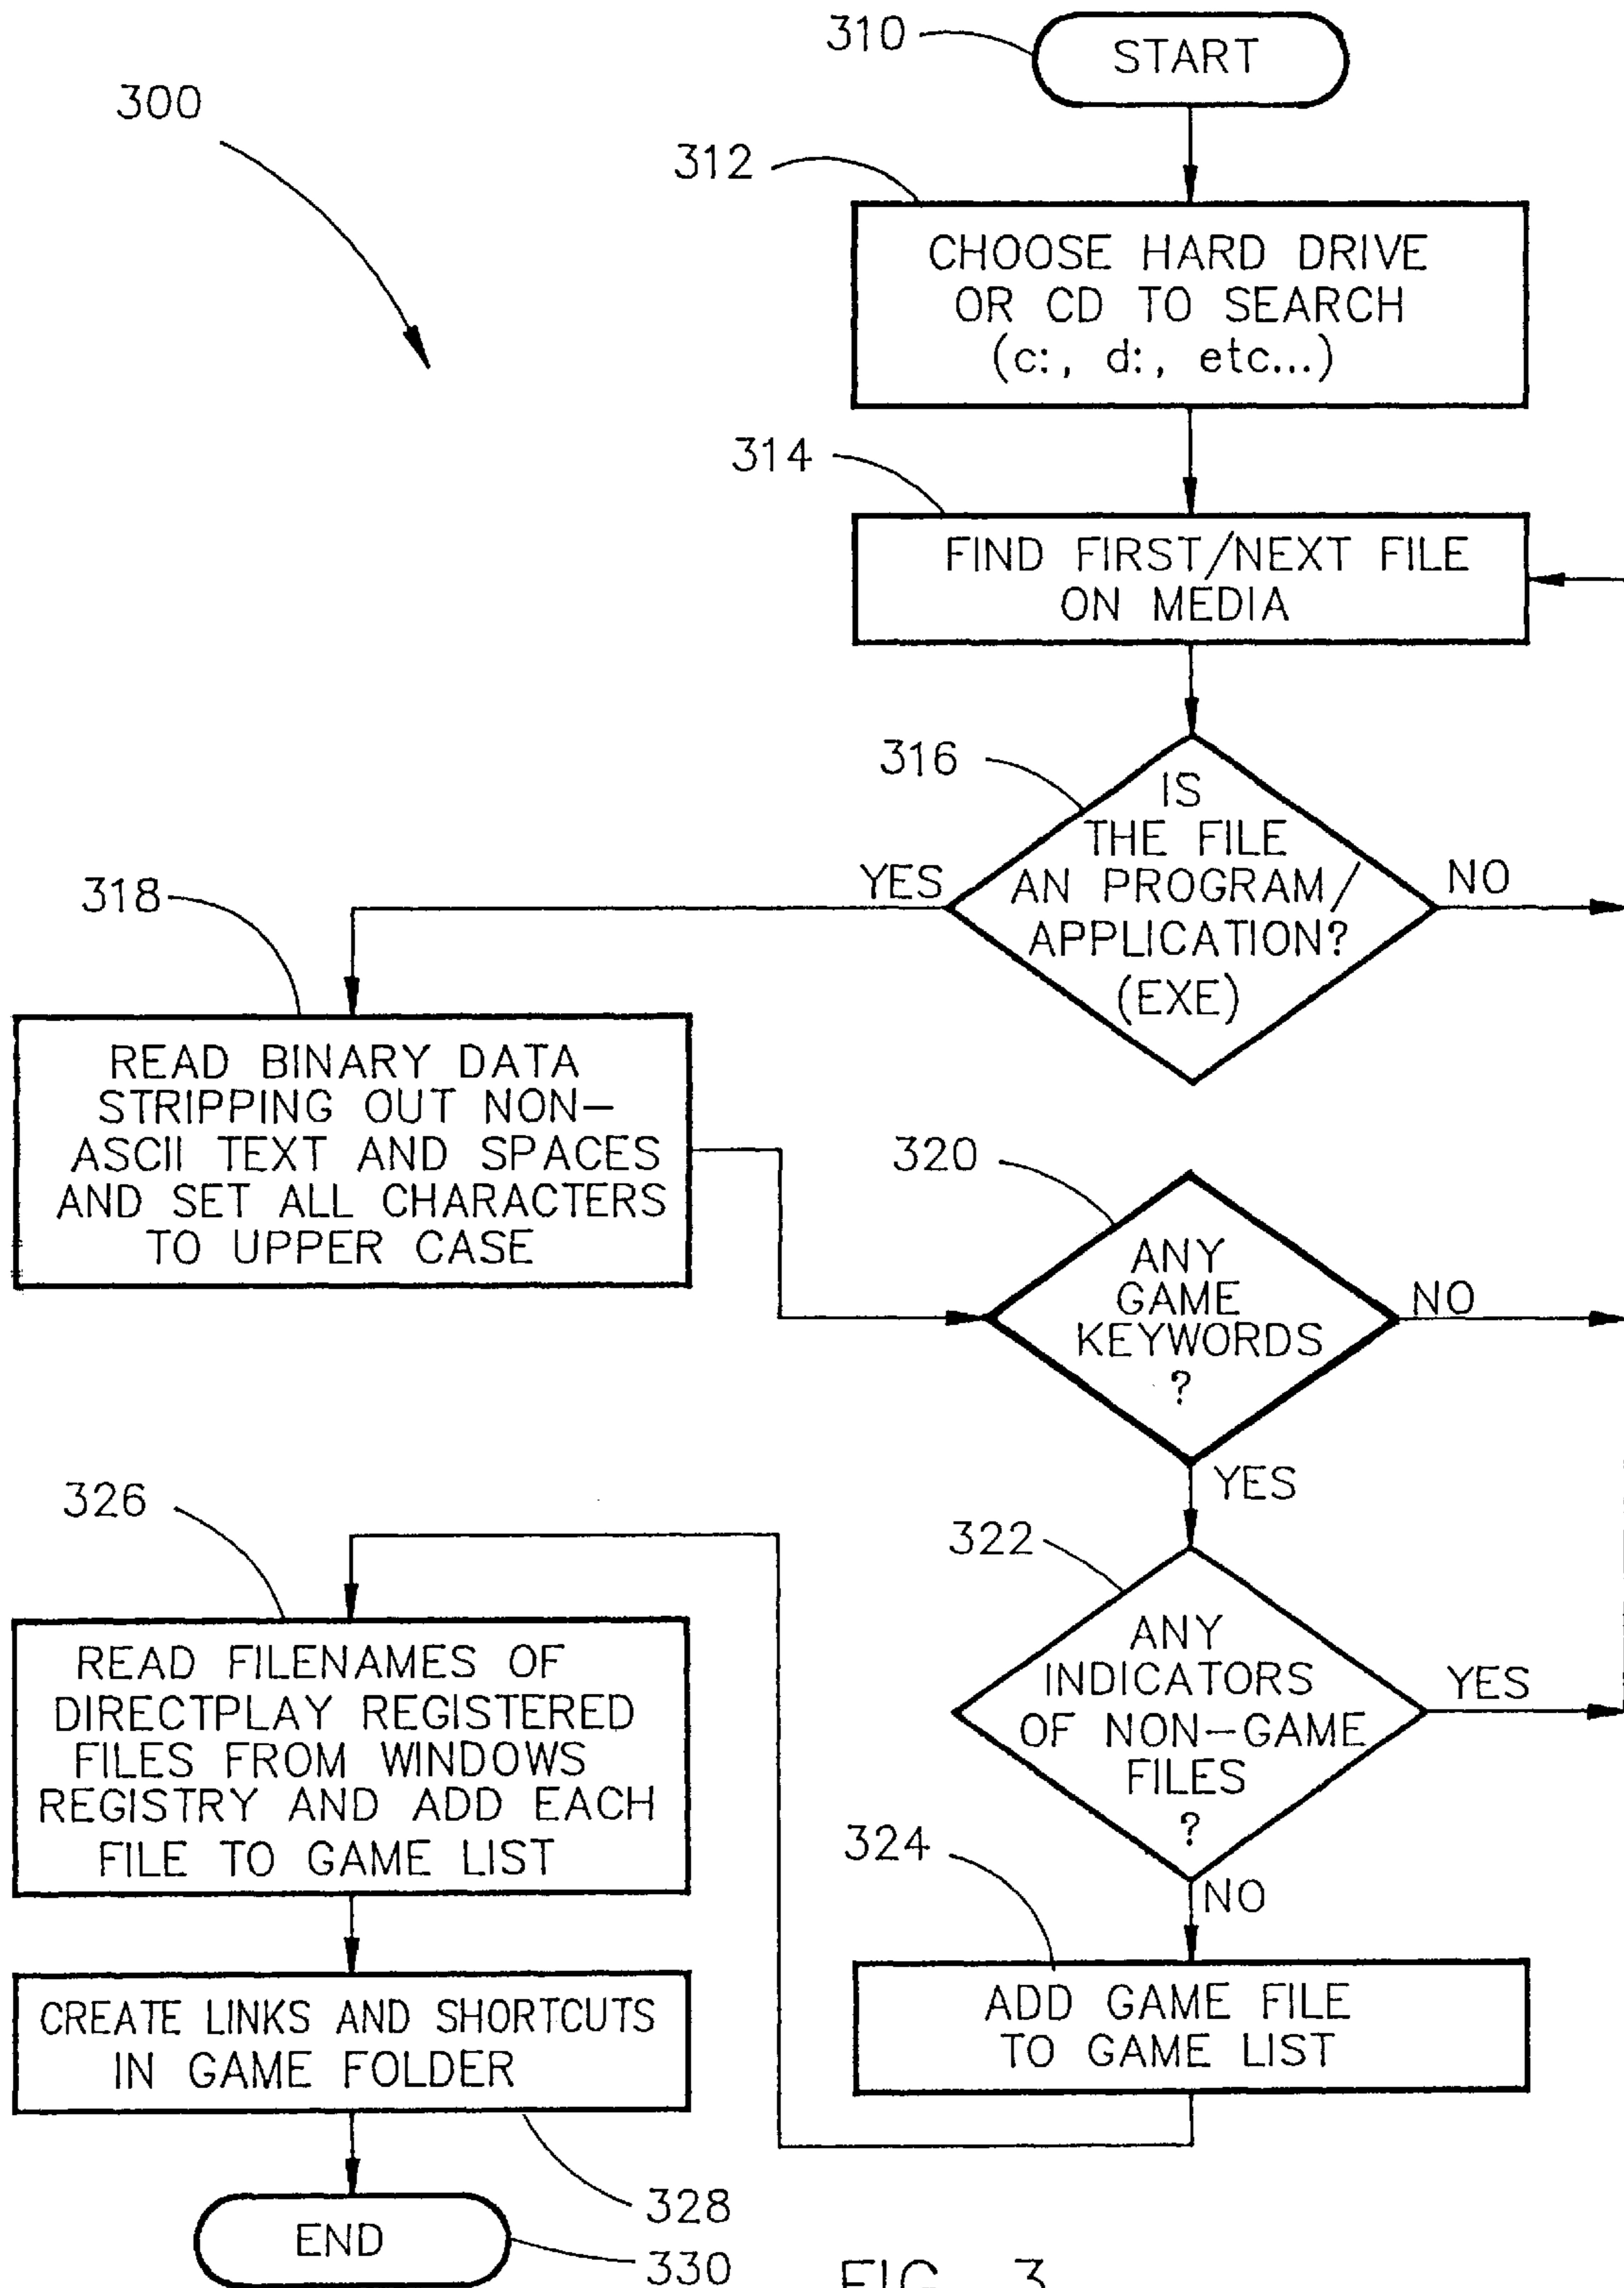 300
310
START
312
CHOOSE HARD DRIVE
OR CD TO SEARCH
(c:, d:, etc...)
314
FIND FIRST/NEXT FILE
ON MEDIA
316
IS
THE FILE
AN PROGRAM/
APPLICATION?
(EXE)
YES
NO
318
READ BINARY DATA
STRIPPING OUT NON-
ASCII TEXT AND SPACES
AND SET ALL CHARACTERS
TO UPPER CASE
320
ANY
GAME
KEYWORDS
?
NO
YES
322
ANY
INDICATORS
OF NON-GAME
FILES
?
YES
NO
324
ADD GAME FILE
TO GAME LIST
326
READ FILENAMES OF
DIRECTPLAY REGISTERED
FILES FROM WINDOWS
REGISTRY AND ADD EACH
FILE TO GAME LIST
CREATE LINKS AND SHORTCUTS
IN GAME FOLDER
328
END
330
FIG. 3